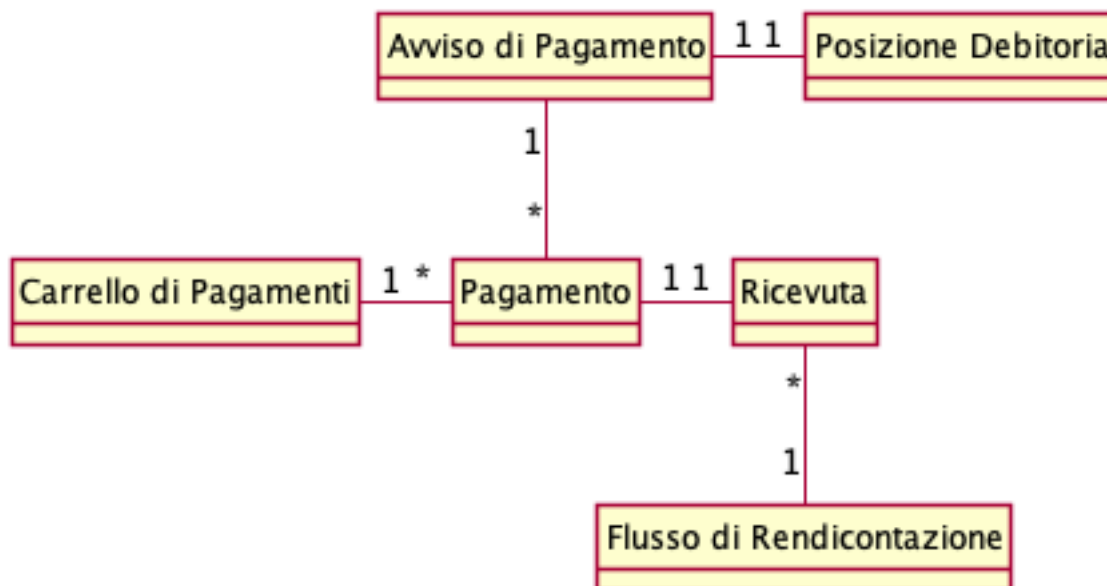 Avviso di Pagamento
1 1
Posizione Debitoria
1
*
Carrello di Pagamenti
1 *
Pagamento
1 1
Ricevuta
*
1
Flusso di Rendicontazione